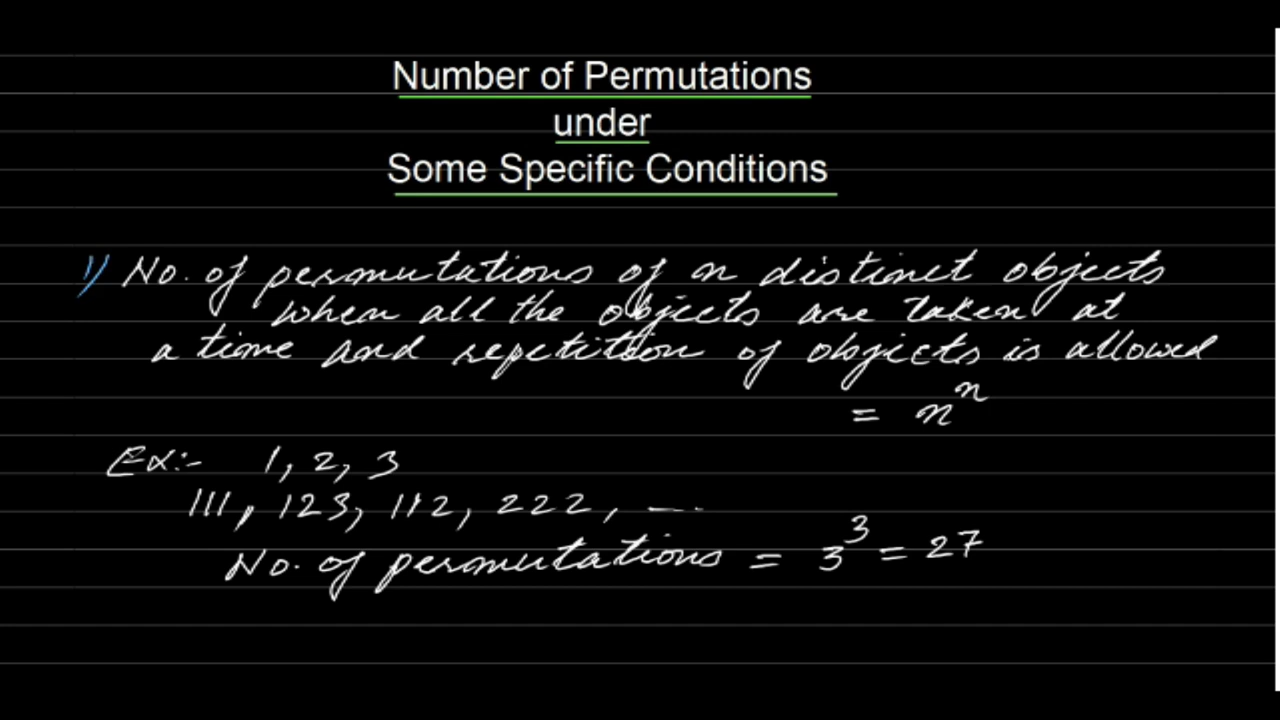 Number of Permutations
under
Some Specific Conditions
1) No. of permutations of n distinct objects
when all the objects are taken at
a time and repetition of objects is allowed
= n^n
Ex:- 1, 2, 3
111, 123, 112, 222, ----
No. of permutations = 3^3 = 27